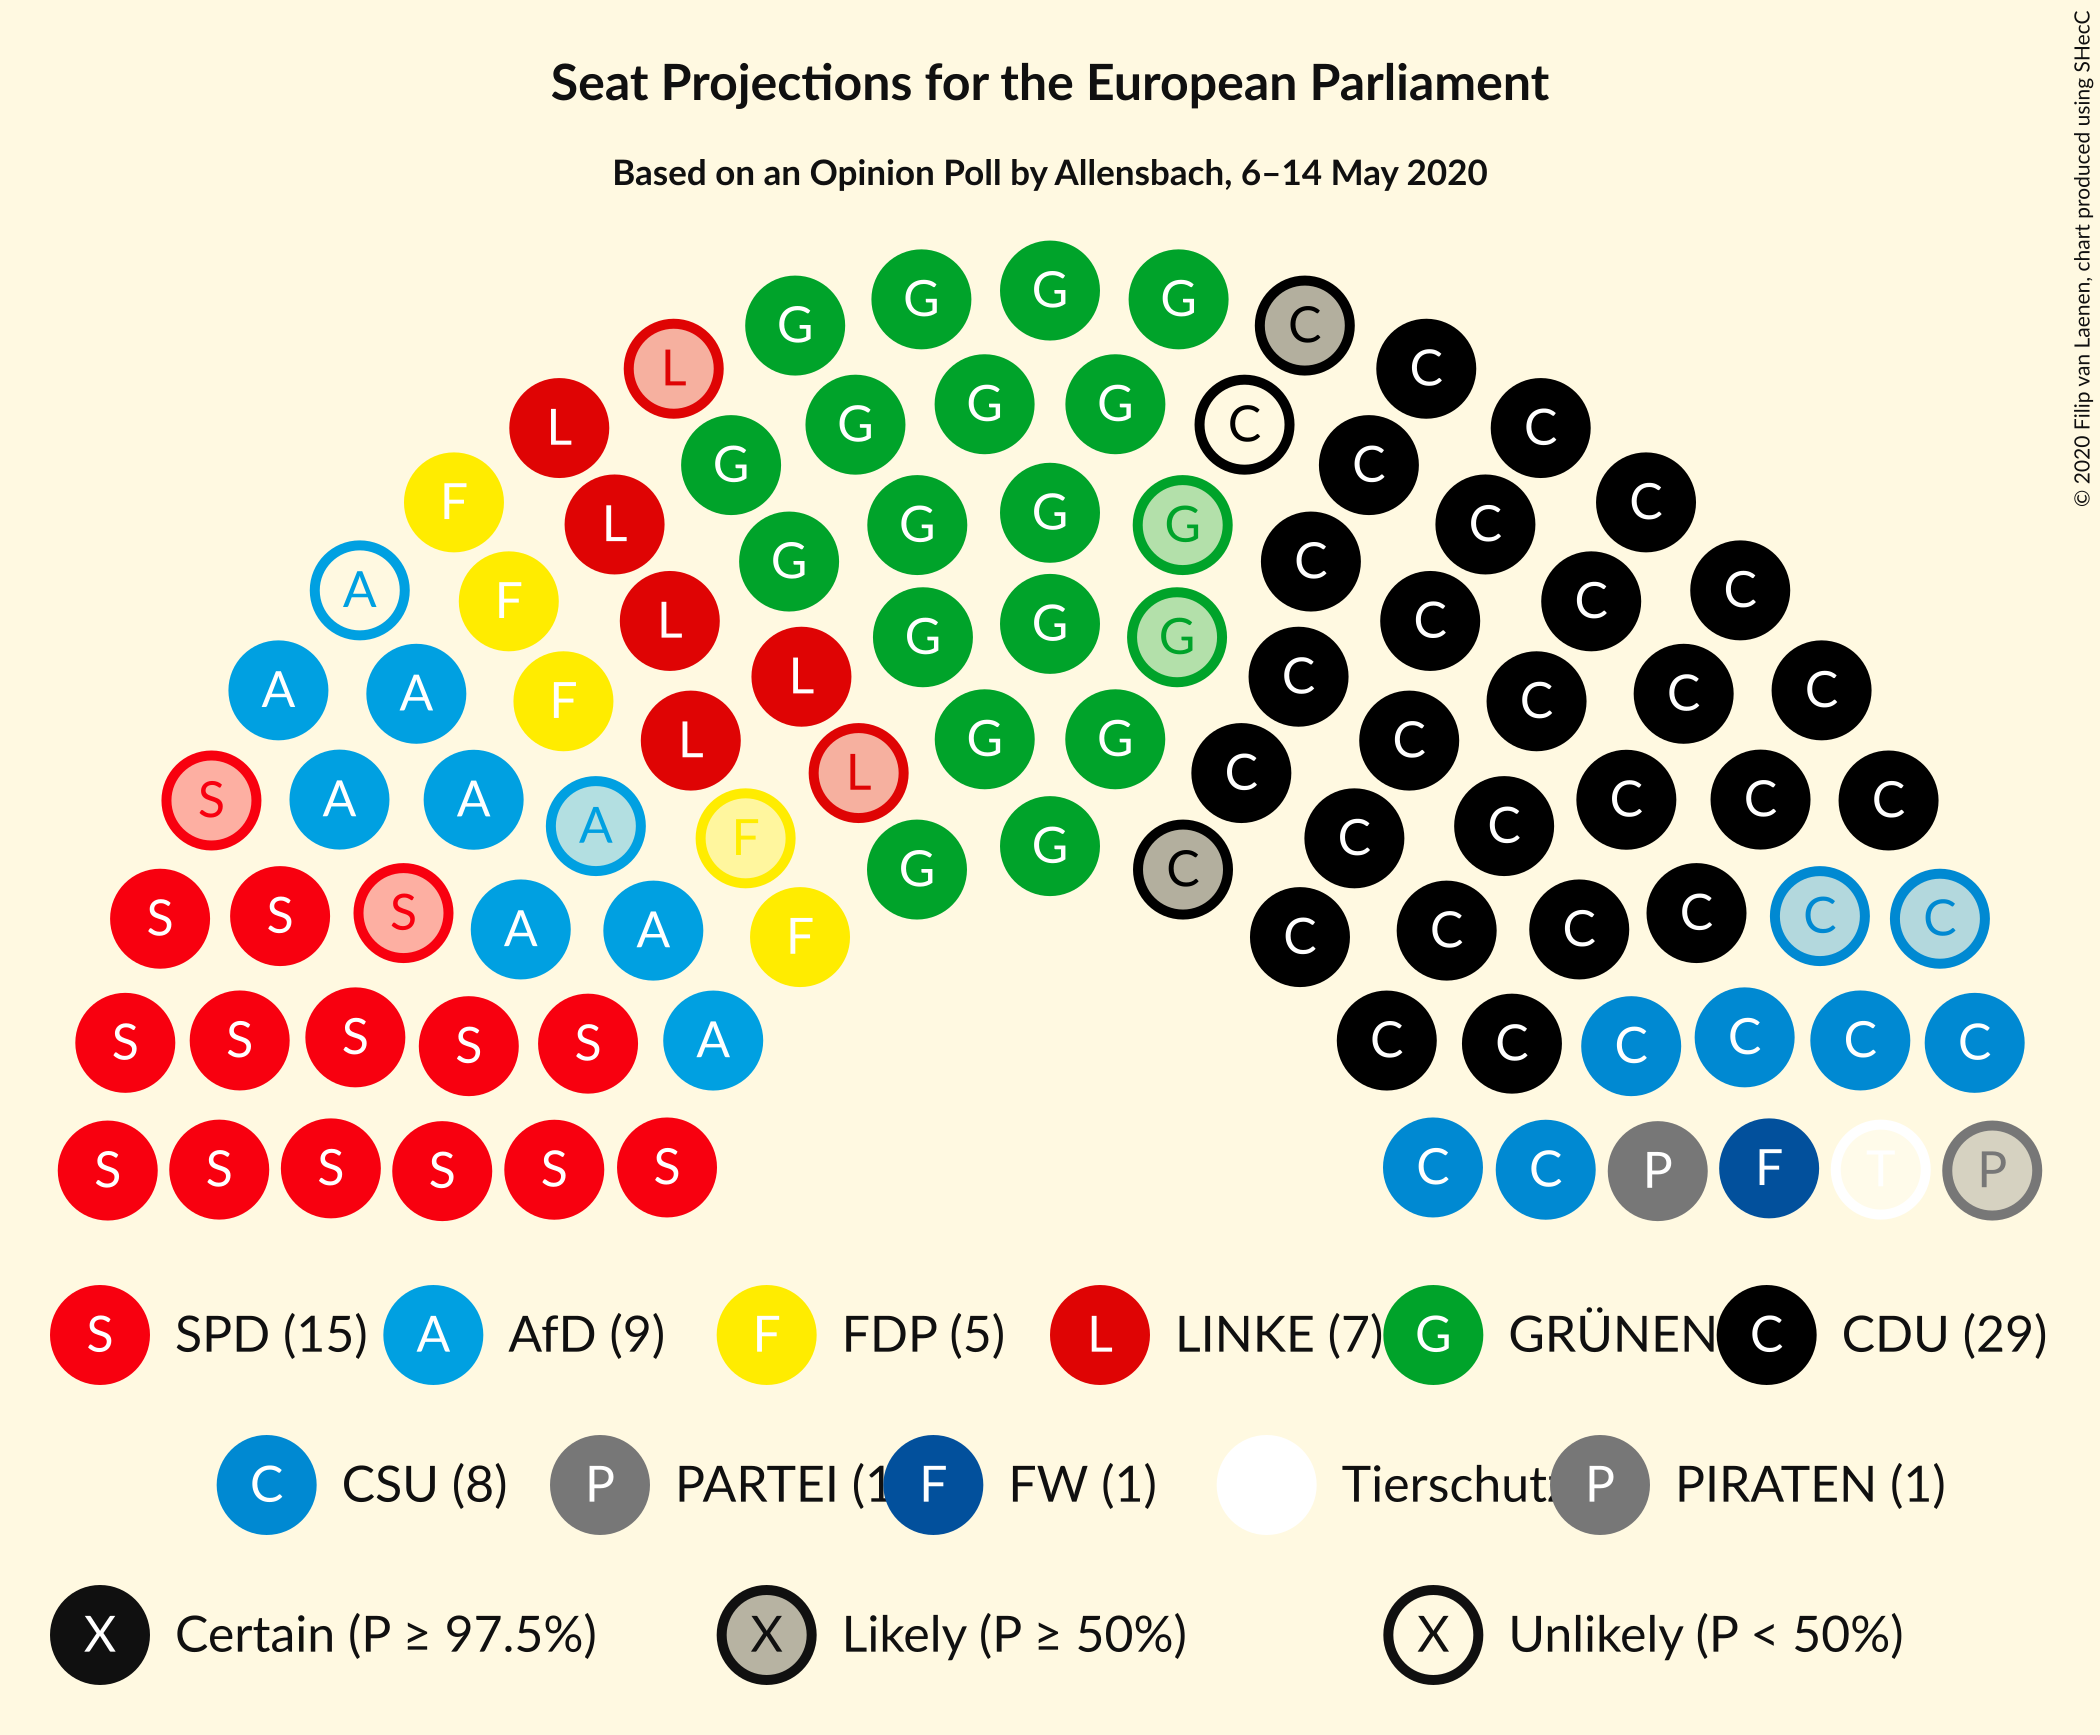 Seat Projections for the European Parliament
Based on an Opinion Poll by Allensbach, 6–14 May 2020
© 2020 Filip van Laenen, chart produced using SHecC
G G G G C
L G G G G C C
L G G G G C C
F L G G G C C C
A F L G G C C C C
A A F L L G G C C C C C
S A A A F L G G C C C C C C
S S S A A F C C C C C C
S S S S S A C C C C C C
S S S S S S C C P F T P
S SPD (15) A AfD (9) F FDP (5) L LINKE (7) G GRÜNEN C CDU (29)
C CSU (8) P PARTEI (1 F FW (1) Tierschutz P PIRATEN (1)
X Certain (P ≥ 97.5%) X Likely (P ≥ 50%) X Unlikely (P < 50%)